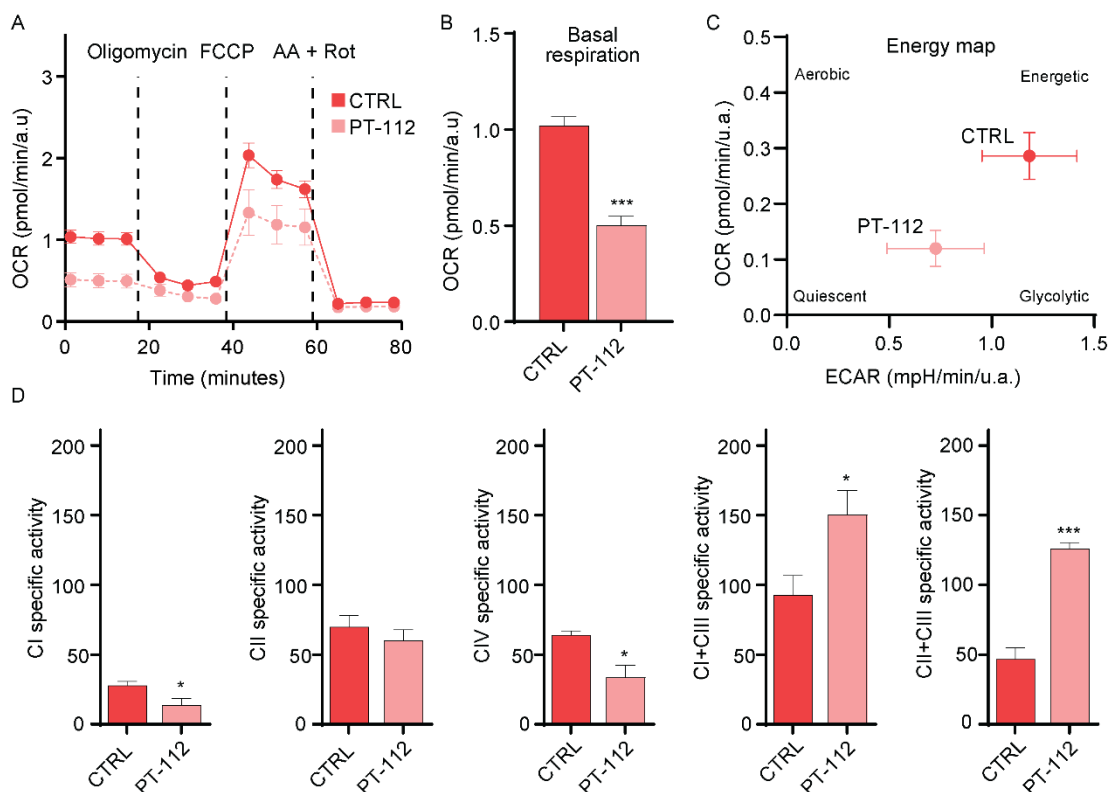 A
Oligomycin FCCP AA + Rot
OCR (pmol/min/a.u)
3
2
1
0
CTRL
PT-112
0 20 40 60 80
Time (minutes)
B
Basal
respiration
OCR (pmol/min/a.u)
1.5
1.0
0.5
0.0
***
CTRL
PT-112
C
Energy map
OCR (pmol/min/u.a.)
0.5
0.4
0.3
0.2
0.1
0.0
Aerobic
Energetic
CTRL
PT-112
Quiescent
Glycolytic
0.0 0.5 1.0 1.5
ECAR (mpH/min/u.a.)
D
CI specific activity
200
150
100
50
0
*
CTRL
PT-112
CII specific activity
200
150
100
50
0
CTRL
PT-112
CIV specific activity
200
150
100
50
0
*
CTRL
PT-112
CI+CIII specific activity
200
150
100
50
0
*
CTRL
PT-112
CII+CIII specific activity
200
150
100
50
0
***
CTRL
PT-112